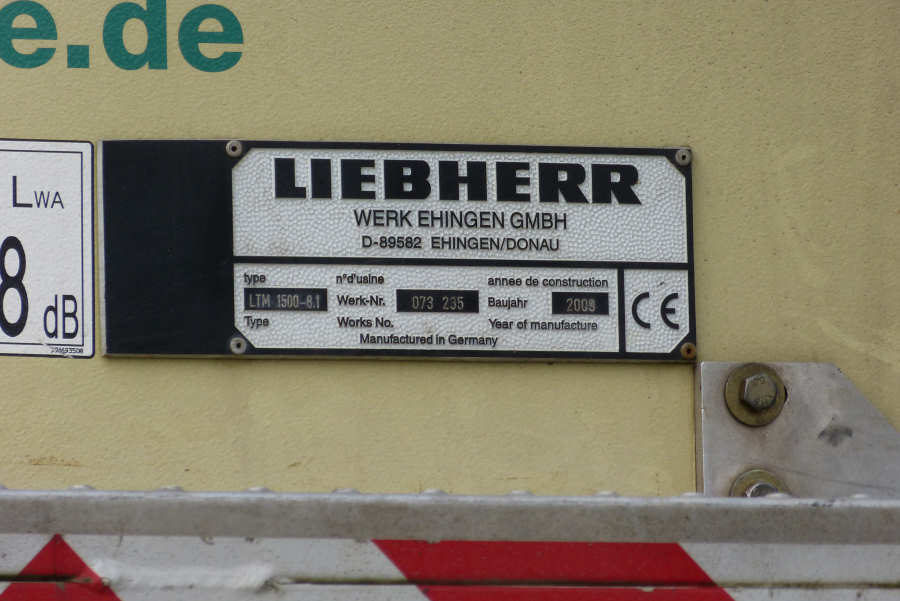 e.de
LWA
8
dB
LIEBHERR
WERK EHINGEN GMBH
D-89582 EHINGEN/DONAU
type n°d'usine annee de construction
LTM 1500-8.1 Werk-Nr. 073 235 Baujahr 2008
Type Works No. Year of manufacture
Manufactured in Germany
CE